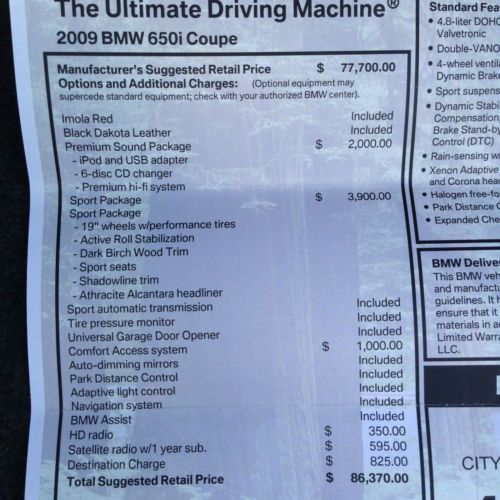 The Ultimate Driving Machine®
2009 BMW 650i Coupe
Manufacturer's Suggested Retail Price $ 77,700.00
Options and Additional Charges: (Optional equipment may
supercede standard equipment; check with your authorized BMW center).
Imola Red Included
Black Dakota Leather Included
Premium Sound Package $ 2,000.00
- iPod and USB adapter
- 6-disc CD changer
- Premium hi-fi system
Sport Package $ 3,900.00
Sport Package
- 19" wheels w/performance tires
- Active Roll Stabilization
- Dark Birch Wood Trim
- Sport seats
- Shadowline trim
- Athracite Alcantara headliner
Sport automatic transmission Included
Tire pressure monitor Included
Universal Garage Door Opener Included
Comfort Access system $ 1,000.00
Auto-dimming mirrors Included
Park Distance Control Included
Adaptive light control Included
Navigation system Included
BMW Assist Included
HD radio $ 350.00
Satellite radio w/1 year sub. $ 595.00
Destination Charge $ 825.00
Total Suggested Retail Price $ 86,370.00
Standard Fea
• 4.8-liter DOHC
Valvetronic
• Double-VANO
• 4-wheel ventila
Dynamic Brake
• Sport suspens
• Dynamic Stabi
Compensation,
Brake Stand-by
Control (DTC)
• Rain-sensing w
• Xenon Adaptive
and Corona hea
• Halogen free-fo
• Park Distance C
• Expanded Che
BMW Delive
This BMW veh
and manufactu
guidelines. It h
ensure that it
materials in a
Limited Warra
LLC.
CITY